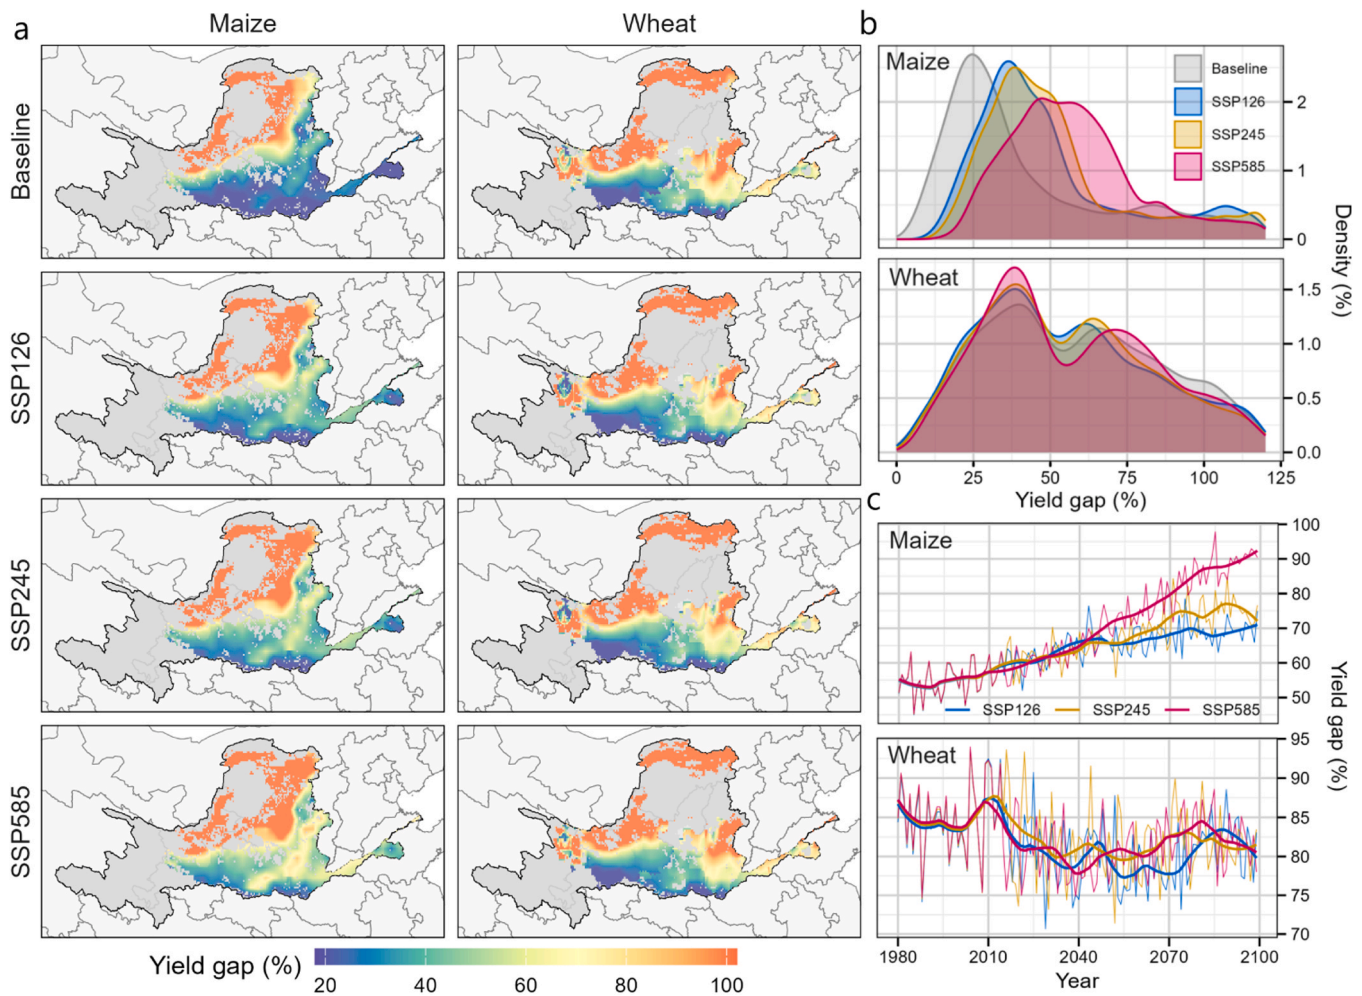 a
Maize
Wheat
Baseline
SSP126
SSP245
SSP585
Yield gap (%)
20
40
60
80
100
b
Maize
Baseline
SSP126
SSP245
SSP585
2
1
0
Wheat
1.5
1.0
0.5
0.0
Density (%)
0
25
50
75
100
125
Yield gap (%)
c
Maize
100
90
80
70
60
50
SSP126
SSP245
SSP585
Wheat
95
90
85
80
75
70
Yield gap (%)
1980
2010
2040
2070
2100
Year